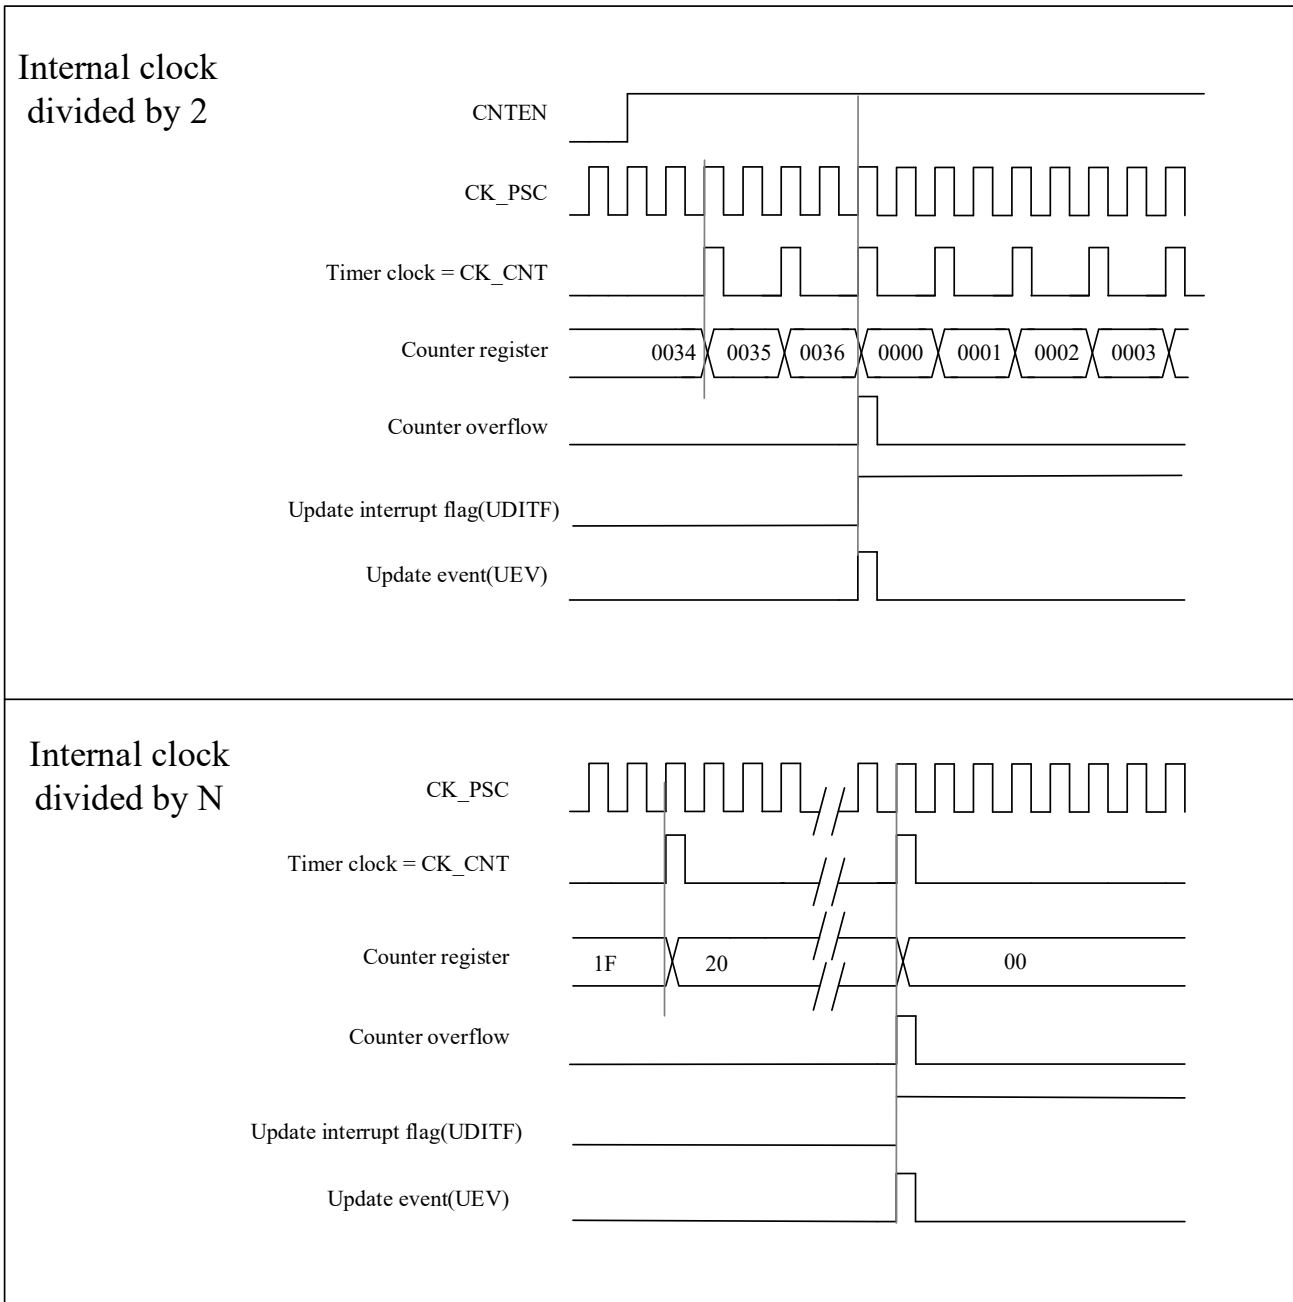 Internal clock
divided by 2
CNTEN
CK_PSC
Timer clock = CK_CNT
Counter register
0034 0035 0036 0000 0001 0002 0003
Counter overflow
Update interrupt flag(UDITF)
Update event(UEV)
Internal clock
divided by N
CK_PSC
Timer clock = CK_CNT
Counter register
1F 20 00
Counter overflow
Update interrupt flag(UDITF)
Update event(UEV)